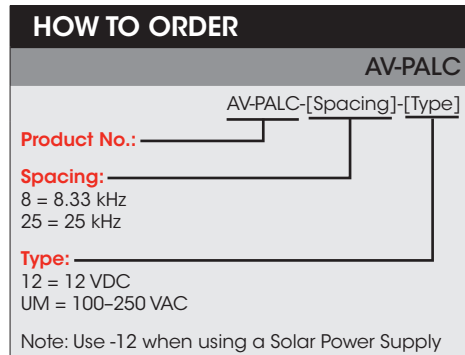 HOW TO ORDER
AV-PALC
AV-PALC-[Spacing]-[Type]
Product No.:
Spacing:
8 = 8.33 kHz
25 = 25 kHz
Type:
12 = 12 VDC
UM = 100–250 VAC
Note: Use -12 when using a Solar Power Supply